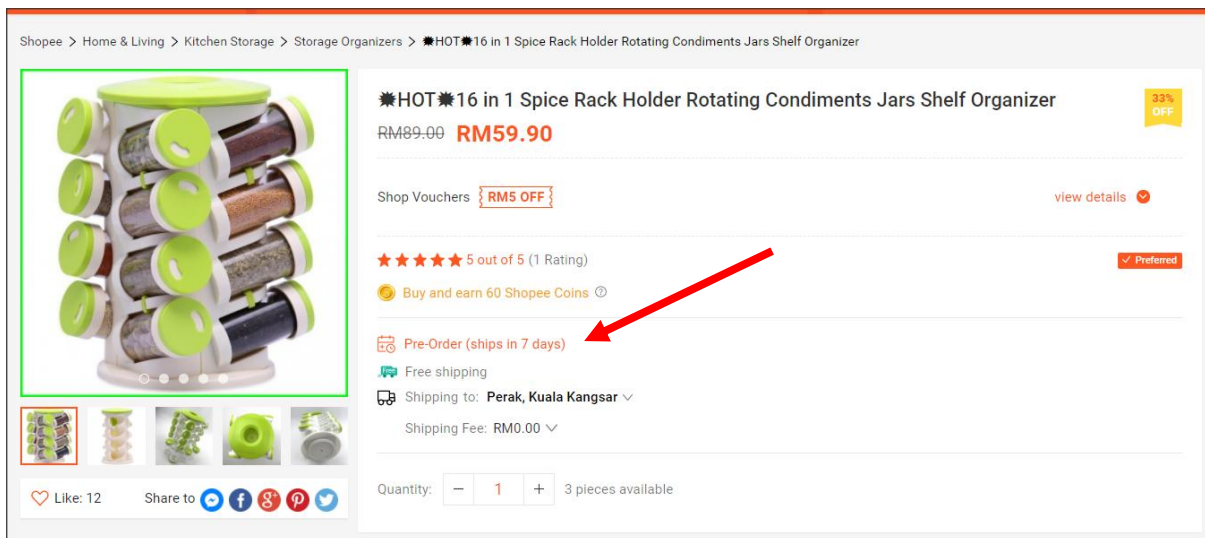 Shopee > Home & Living > Kitchen Storage > Storage Organizers > ✹HOT✹16 in 1 Spice Rack Holder Rotating Condiments Jars Shelf Organizer
✹HOT✹16 in 1 Spice Rack Holder Rotating Condiments Jars Shelf Organizer
33%
OFF
RM89.00 RM59.90
Shop Vouchers RM5 OFF view details
5 out of 5 (1 Rating) ✓ Preferred
Buy and earn 60 Shopee Coins ?
Pre-Order (ships in 7 days)
Free Free shipping
Shipping to: Perak, Kuala Kangsar
Shipping Fee: RM0.00
Quantity: − 1 + 3 pieces available
Like: 12 Share to